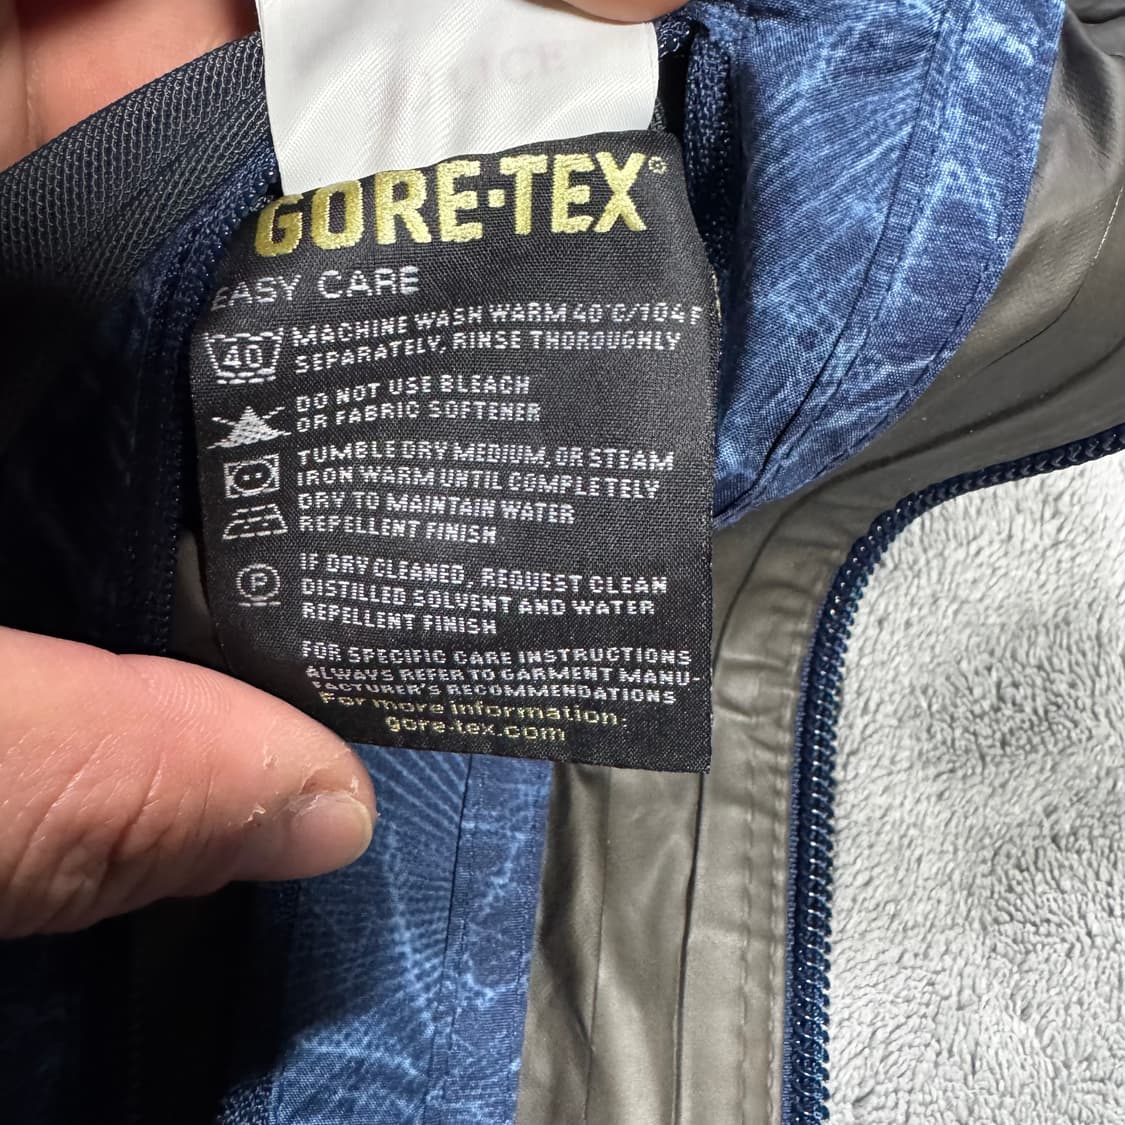 GORE-TEX®
EASY CARE
40
MACHINE WASH WARM 40°C/104 F
SEPARATELY, RINSE THOROUGHLY
DO NOT USE BLEACH
OR FABRIC SOFTENER
TUMBLE DRY MEDIUM, OR STEAM
IRON WARM UNTIL COMPLETELY
DRY TO MAINTAIN WATER
REPELLENT FINISH
P
IF DRY CLEANED, REQUEST CLEAN
DISTILLED SOLVENT AND WATER
REPELLENT FINISH
FOR SPECIFIC CARE INSTRUCTIONS
ALWAYS REFER TO GARMENT MANU-
FACTURER'S RECOMMENDATIONS
For more information:
gore-tex.com